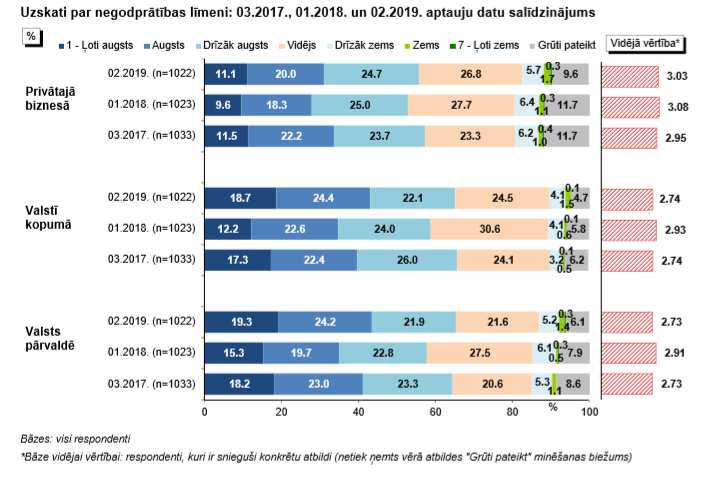 Uzskati par negodprātības līmeni: 03.2017., 01.2018. un 02.2019. aptauju datu salīdzinājums
%
1 - Ļoti augsts Augsts Drīzāk augsts Vidējs Drīzāk zems Zems 7 - Ļoti zems Grūti pateikt
Vidējā vērtība*
Privātajā biznesā
02.2019. (n=1022) 11.1 20.0 24.7 26.8 5.7 1.7 0.3 9.6 3.03
01.2018. (n=1023) 9.6 18.3 25.0 27.7 6.4 1.1 0.3 11.7 3.08
03.2017. (n=1033) 11.5 22.2 23.7 23.3 6.2 1.0 0.4 11.7 2.95
Valstī kopumā
02.2019. (n=1022) 18.7 24.4 22.1 24.5 4.1 1.5 0.1 4.7 2.74
01.2018. (n=1023) 12.2 22.6 24.0 30.6 4.1 0.6 0.1 5.8 2.93
03.2017. (n=1033) 17.3 22.4 26.0 24.1 3.2 0.5 0.1 6.2 2.74
Valsts pārvaldē
02.2019. (n=1022) 19.3 24.2 21.9 21.6 5.2 1.4 0.3 6.1 2.73
01.2018. (n=1023) 15.3 19.7 22.8 27.5 6.1 0.5 0.3 7.9 2.91
03.2017. (n=1033) 18.2 23.0 23.3 20.6 5.3 1.1 8.6 2.73
0 20 40 60 80 % 100
Bāzes: visi respondenti
*Bāze vidējai vērtībai: respondenti, kuri ir snieguši konkrētu atbildi (netiek ņemts vērā atbildes "Grūti pateikt" minēšanas biežums)